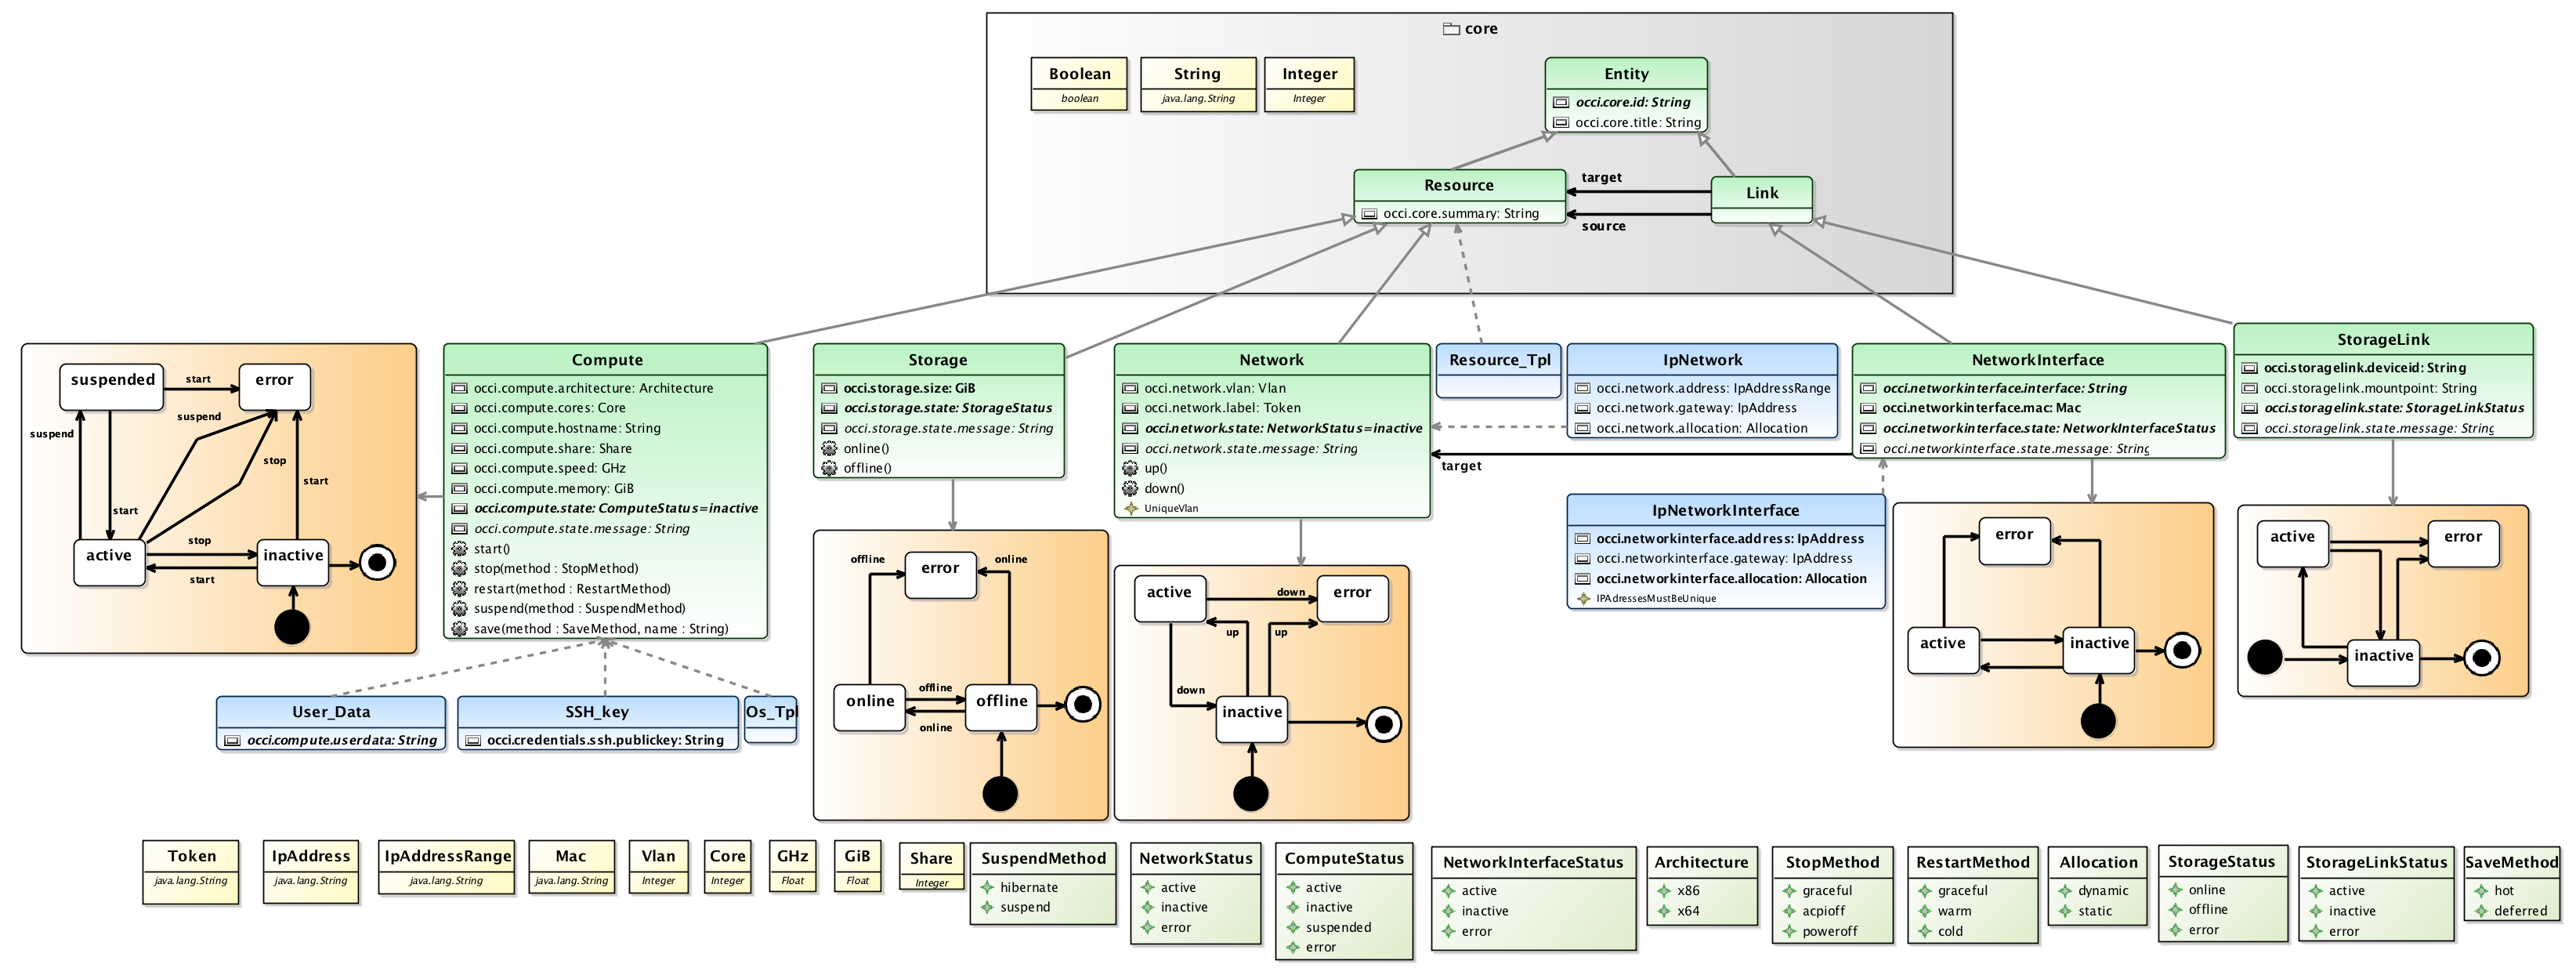 core
Boolean
boolean
String
java.lang.String
Integer
Integer
Entity
occi.core.id: String
occi.core.title: String
Resource
occi.core.summary: String
target
source
Link
suspended
error
start
suspend
suspend
stop
start
start
active
stop
start
inactive
Compute
occi.compute.architecture: Architecture
occi.compute.cores: Core
occi.compute.hostname: String
occi.compute.share: Share
occi.compute.speed: GHz
occi.compute.memory: GiB
occi.compute.state: ComputeStatus=inactive
occi.compute.state.message: String
start()
stop(method : StopMethod)
restart(method : RestartMethod)
suspend(method : SuspendMethod)
save(method : SaveMethod, name : String)
User_Data
occi.compute.userdata: String
SSH_key
occi.credentials.ssh.publickey: String
Os_Tpl
Storage
occi.storage.size: GiB
occi.storage.state: StorageStatus
occi.storage.state.message: String
online()
offline()
offline
error
online
online
offline
online
offline
Network
occi.network.vlan: Vlan
occi.network.label: Token
occi.network.state: NetworkStatus=inactive
occi.network.state.message: String
up()
down()
UniqueVlan
active
down
error
up
up
down
inactive
Resource_Tpl
IpNetwork
occi.network.address: IpAddressRange
occi.network.gateway: IpAddress
occi.network.allocation: Allocation
target
IpNetworkInterface
occi.networkinterface.address: IpAddress
occi.networkinterface.gateway: IpAddress
occi.networkinterface.allocation: Allocation
IPAdressesMustBeUnique
NetworkInterface
occi.networkinterface.interface: String
occi.networkinterface.mac: Mac
occi.networkinterface.state: NetworkInterfaceStatus
occi.networkinterface.state.message: String
error
active
inactive
StorageLink
occi.storagelink.deviceid: String
occi.storagelink.mountpoint: String
occi.storagelink.state: StorageLinkStatus
occi.storagelink.state.message: String
active
error
inactive
Token
java.lang.String
IpAddress
java.lang.String
IpAddressRange
java.lang.String
Mac
java.lang.String
Vlan
Integer
Core
Integer
GHz
Float
GiB
Float
Share
Integer
SuspendMethod
hibernate
suspend
NetworkStatus
active
inactive
error
ComputeStatus
active
inactive
suspended
error
NetworkInterfaceStatus
active
inactive
error
Architecture
x86
x64
StopMethod
graceful
acpioff
poweroff
RestartMethod
graceful
warm
cold
Allocation
dynamic
static
StorageStatus
online
offline
error
StorageLinkStatus
active
inactive
error
SaveMethod
hot
deferred